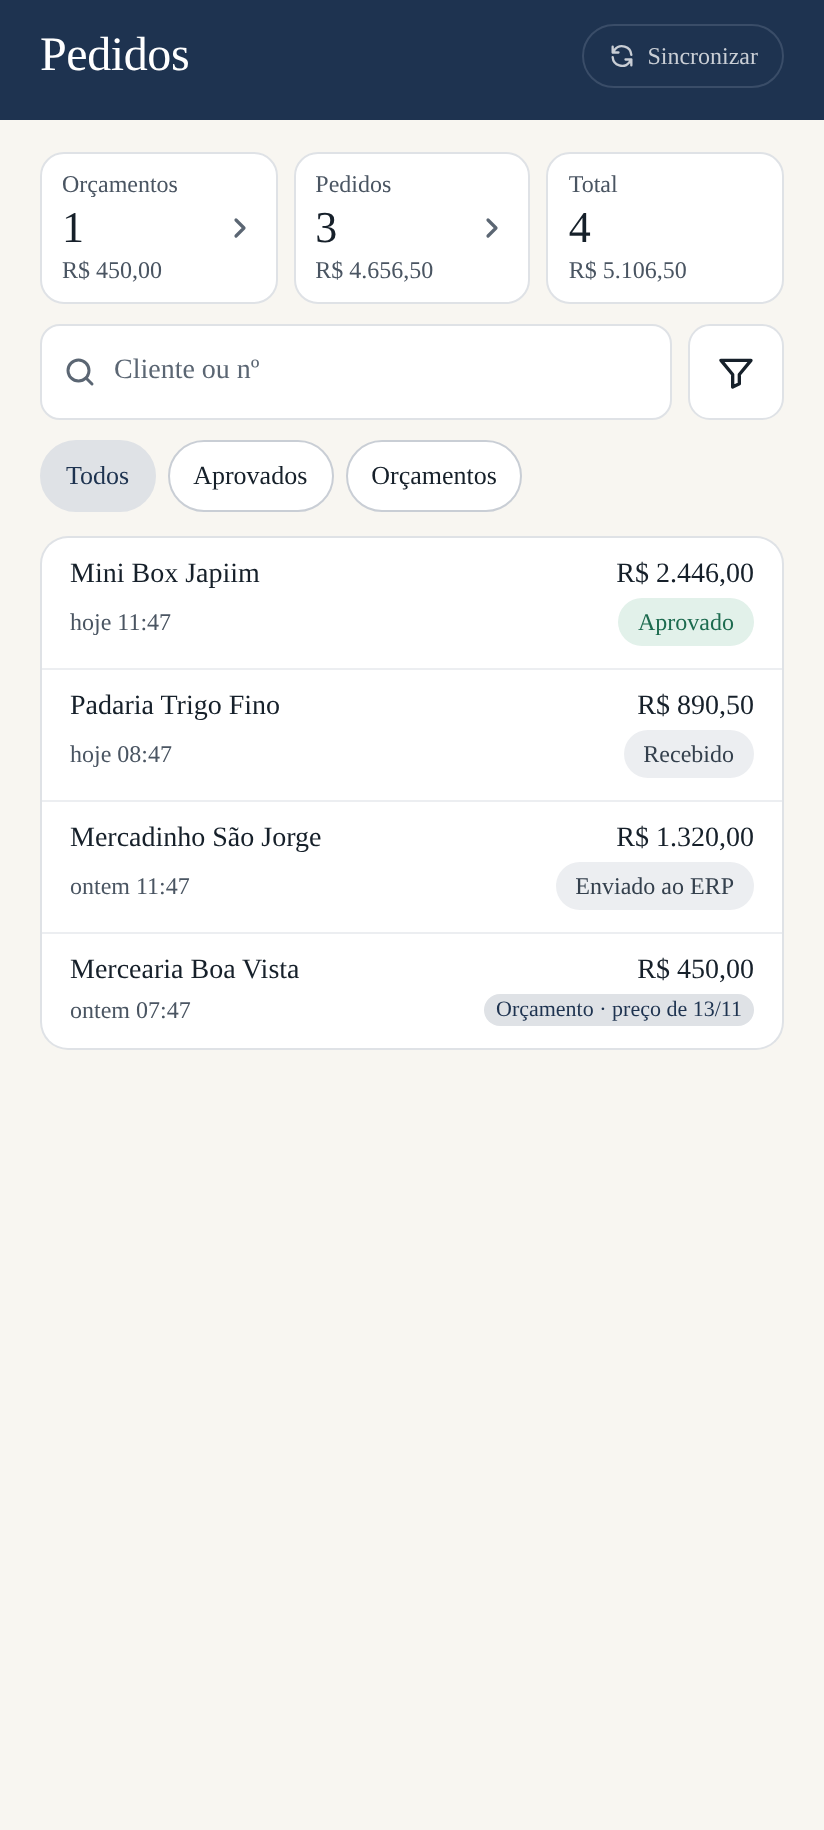 Pedidos
Sincronizar
Orçamentos
1
R$ 450,00
Pedidos
3
R$ 4.656,50
Total
4
R$ 5.106,50
Cliente ou nº
Todos
Aprovados
Orçamentos
Mini Box Japiim
R$ 2.446,00
hoje 11:47
Aprovado
Padaria Trigo Fino
R$ 890,50
hoje 08:47
Recebido
Mercadinho São Jorge
R$ 1.320,00
ontem 11:47
Enviado ao ERP
Mercearia Boa Vista
R$ 450,00
ontem 07:47
Orçamento · preço de 13/11